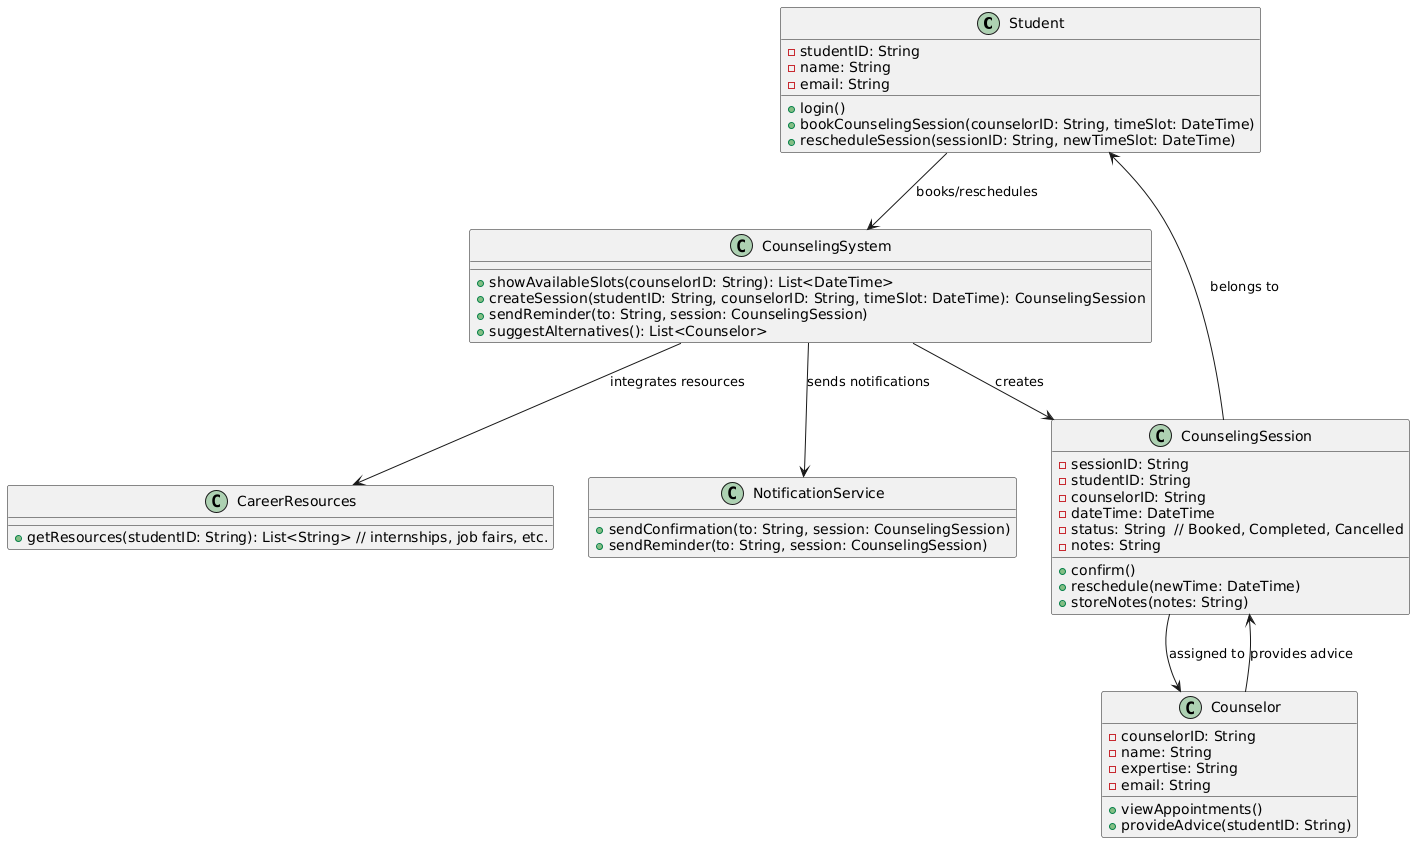 C Student
studentID: String
name: String
email: String
login()
bookCounselingSession(counselorID: String, timeSlot: DateTime)
rescheduleSession(sessionID: String, newTimeSlot: DateTime)
books/reschedules
C CounselingSystem
showAvailableSlots(counselorID: String): List<DateTime>
createSession(studentID: String, counselorID: String, timeSlot: DateTime): CounselingSession
sendReminder(to: String, session: CounselingSession)
suggestAlternatives(): List<Counselor>
belongs to
integrates resources
sends notifications
creates
C CareerResources
getResources(studentID: String): List<String> // internships, job fairs, etc.
C NotificationService
sendConfirmation(to: String, session: CounselingSession)
sendReminder(to: String, session: CounselingSession)
C CounselingSession
sessionID: String
studentID: String
counselorID: String
dateTime: DateTime
status: String  // Booked, Completed, Cancelled
notes: String
confirm()
reschedule(newTime: DateTime)
storeNotes(notes: String)
assigned to
provides advice
C Counselor
counselorID: String
name: String
expertise: String
email: String
viewAppointments()
provideAdvice(studentID: String)